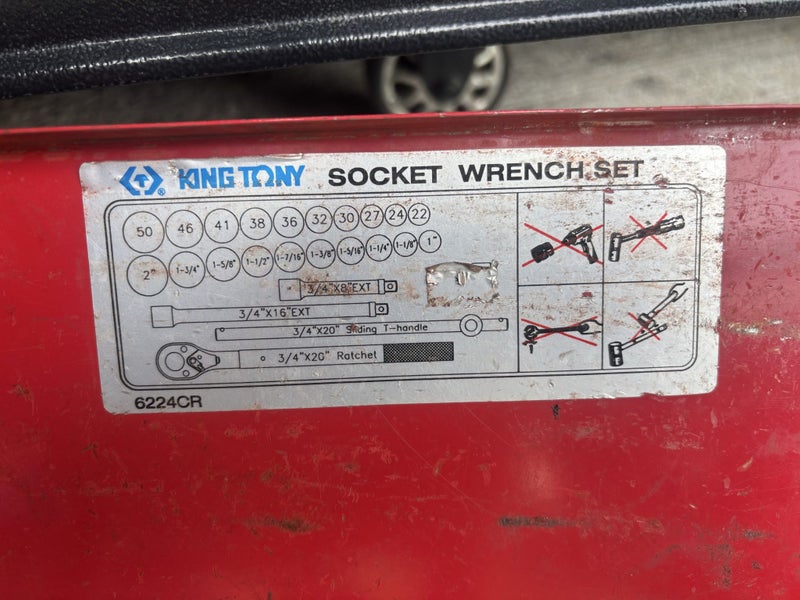 KING TONY SOCKET WRENCH SET
50 46 41 38 36 32 30 27 24 22
2" 1-3/4" 1-5/8" 1-1/2" 1-7/16" 1-3/8" 1-5/16" 1-1/4" 1-1/8" 1"
3/4"X8"EXT
3/4"X16"EXT
3/4"X20" Sliding T-handle
3/4"X20" Ratchet
6224CR